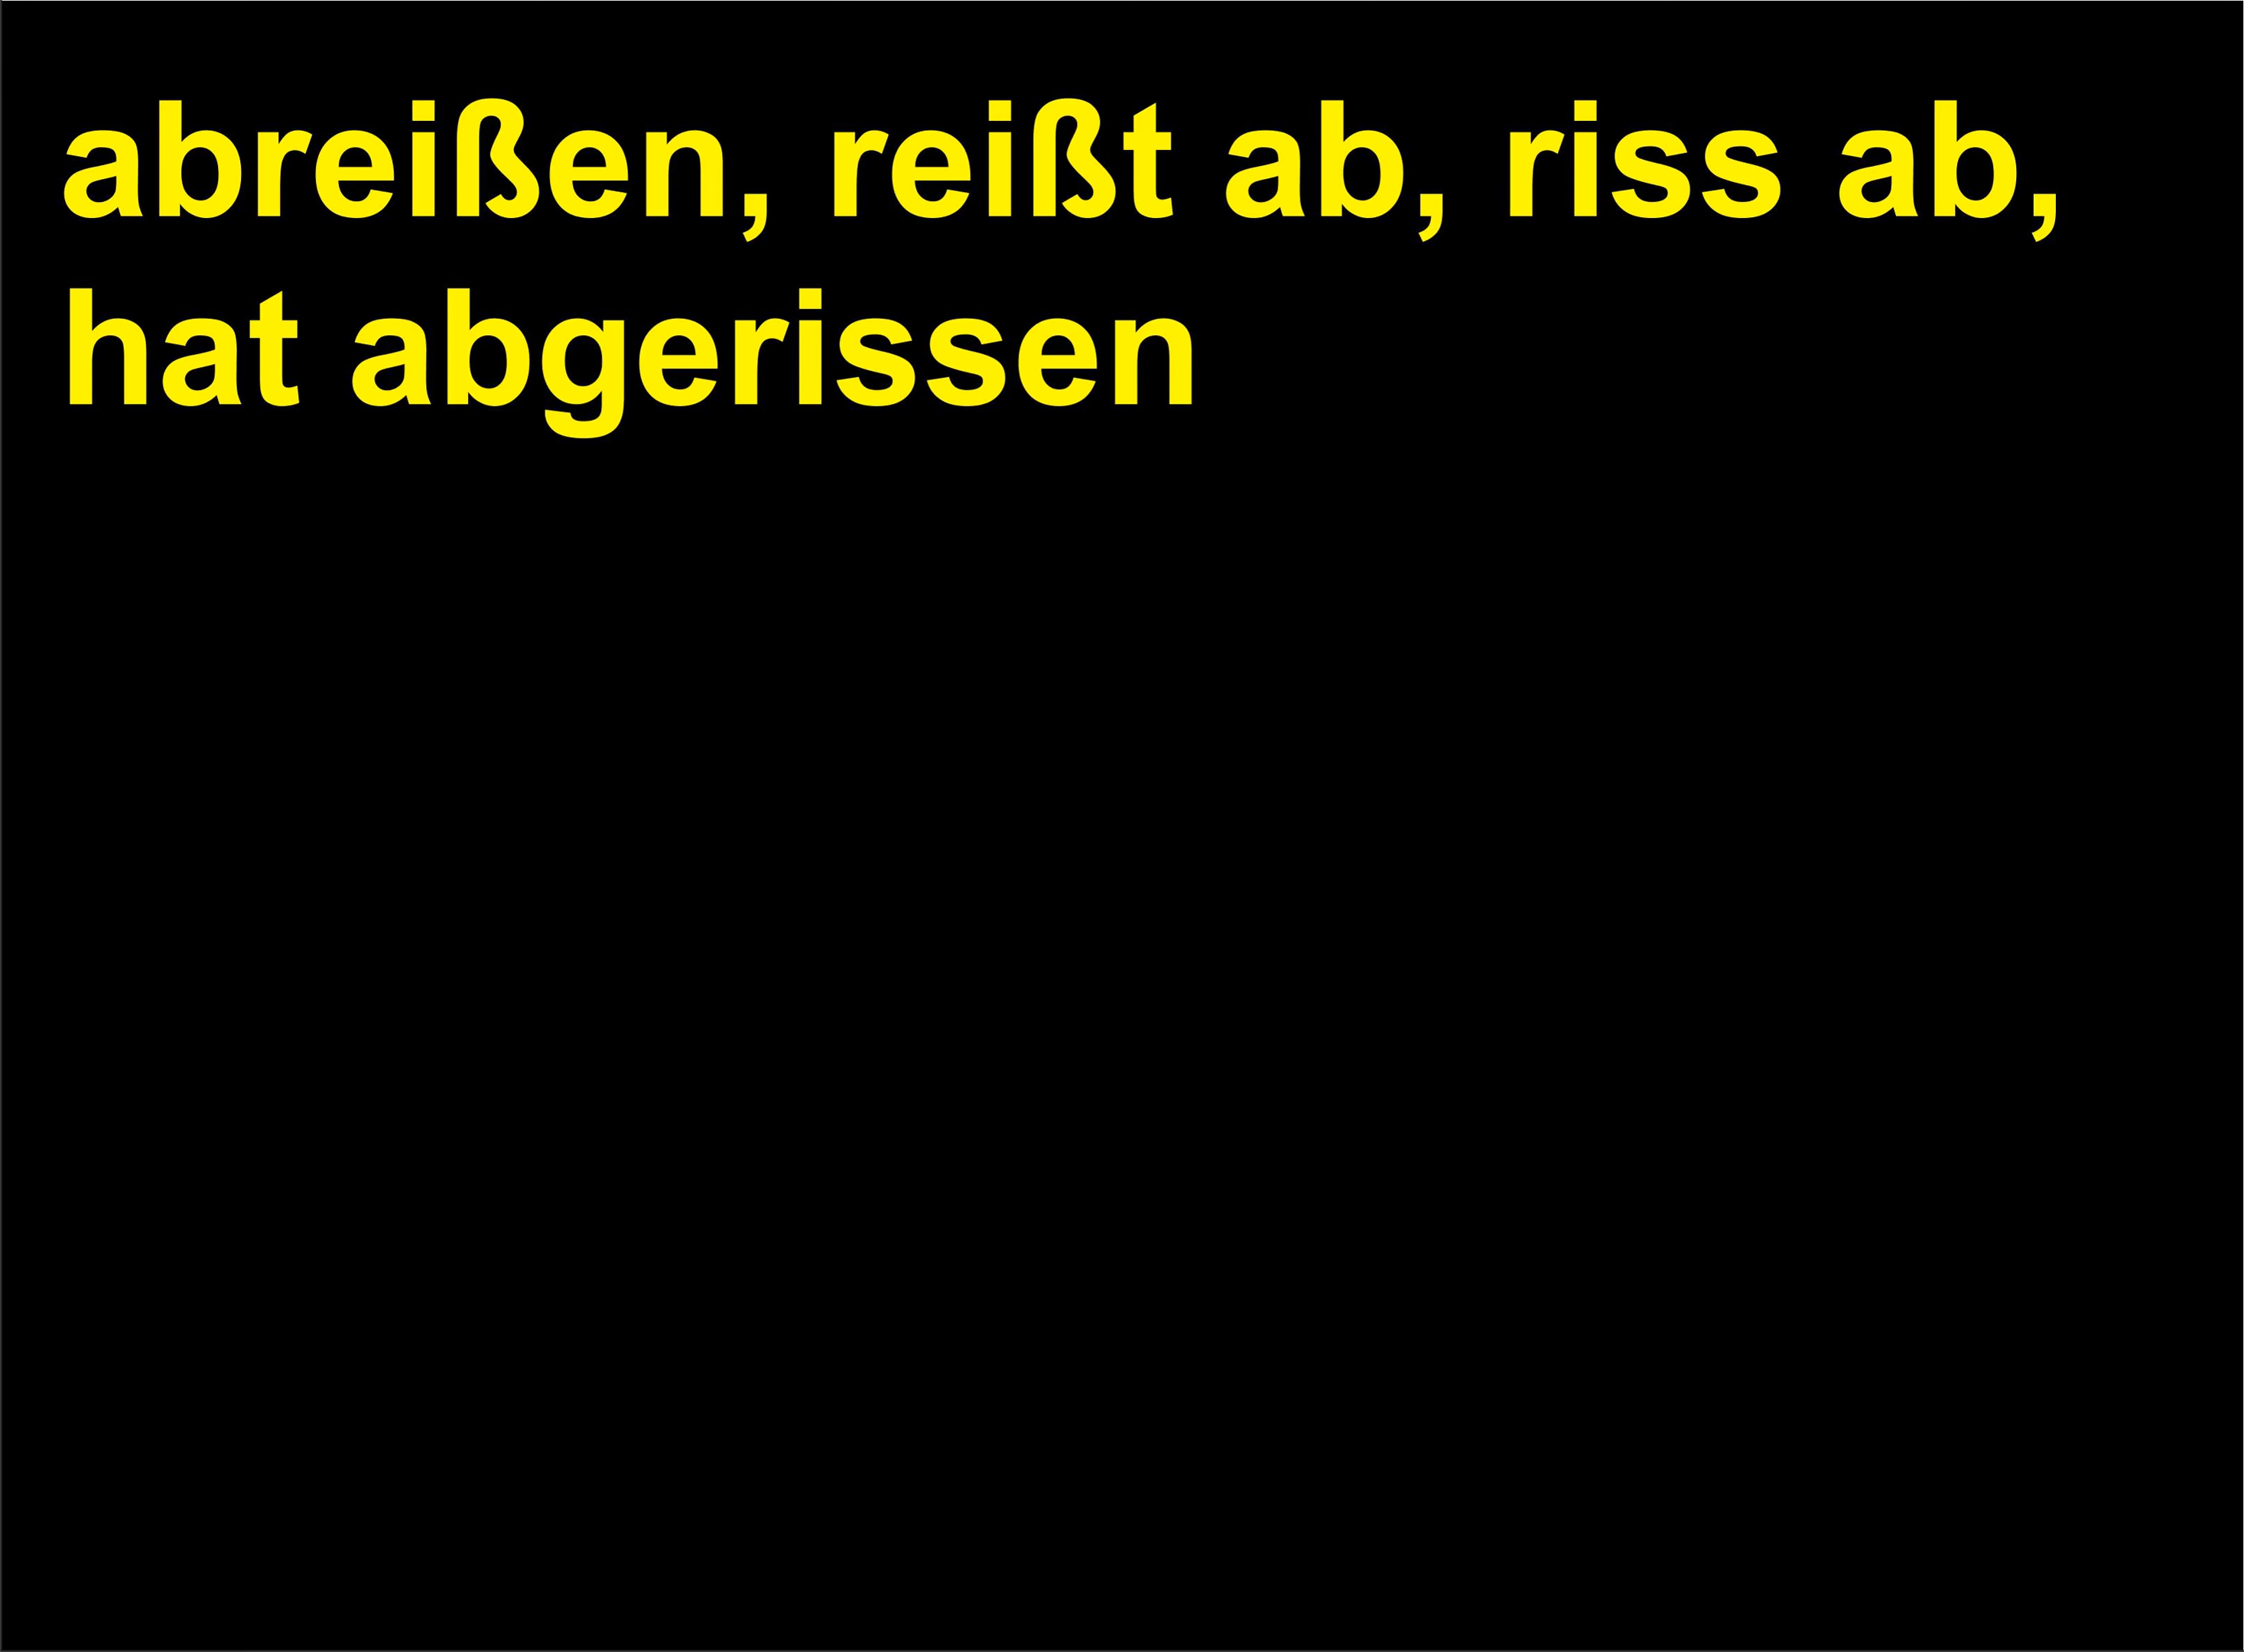 abreißen, reißt ab, riss ab,
hat abgerissen